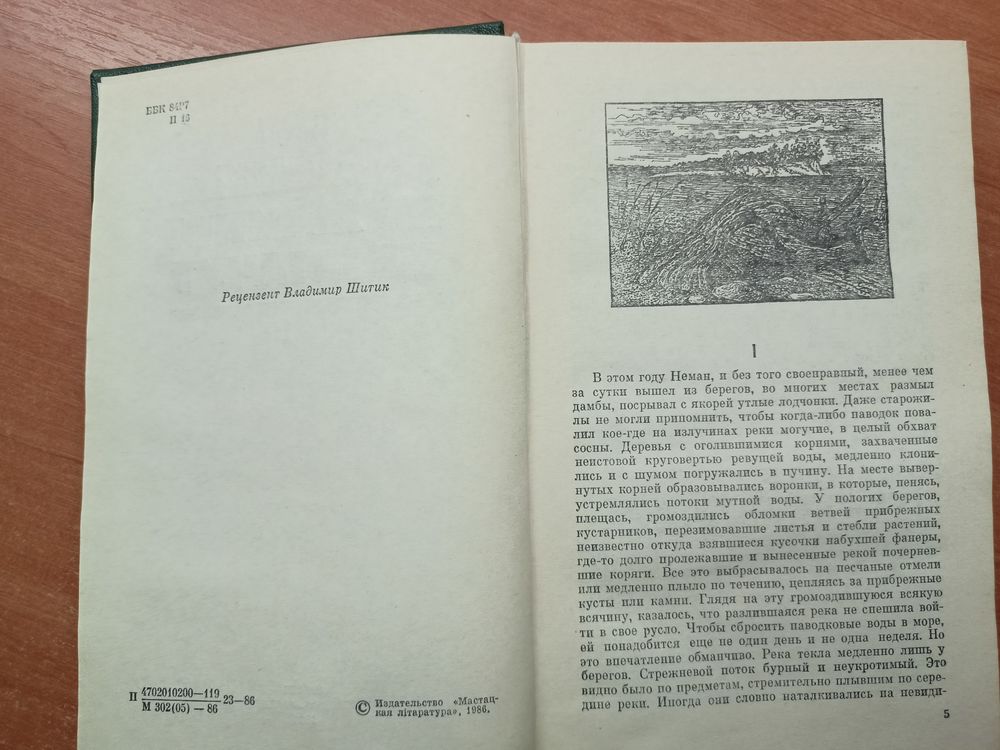 ББК 84Р7
П 16
Рецензент Владимир Шитик
П 4702010200—119 23—86
М 302(05) — 86
© Издательство «Мастац-
кая літаратура», 1986.
1
В этом году Неман, и без того своенравный, менее чем
за сутки вышел из берегов, во многих местах размыл
дамбы, посрывал с якорей утлые лодчонки. Даже старожи-
лы не могли припомнить, чтобы когда-либо паводок пова-
лил кое-где на излучинах реки могучие, в целый обхват
сосны. Деревья с оголившимися корнями, захваченные
неистовой круговертью ревущей воды, медленно клони-
лись и с шумом погружались в пучину. На месте вывер-
нутых корней образовывались воронки, в которые, пенясь,
устремлялись потоки мутной воды. У пологих берегов,
плещась, громоздились обломки ветвей прибрежных
кустарников, перезимовавшие листья и стебли растений,
неизвестно откуда взявшиеся кусочки набухшей фанеры,
где-то долго пролежавшие и вынесенные рекой почернев-
шие коряги. Все это выбрасывалось на песчаные отмели
или медленно плыло по течению, цепляясь за прибрежные
кусты или камни. Глядя на эту громоздившуюся всякую
всячину, казалось, что разлившаяся река не спешила вой-
ти в свое русло. Чтобы сбросить паводковые воды в море,
ей понадобится еще не один день и не одна неделя. Но
это впечатление обманчиво. Река текла медленно лишь у
берегов. Стрежневой поток бурный и неукротимый. Это
видно было по предметам, стремительно плывшим по сере-
дине реки. Иногда они словно наталкивались на невиди-
5